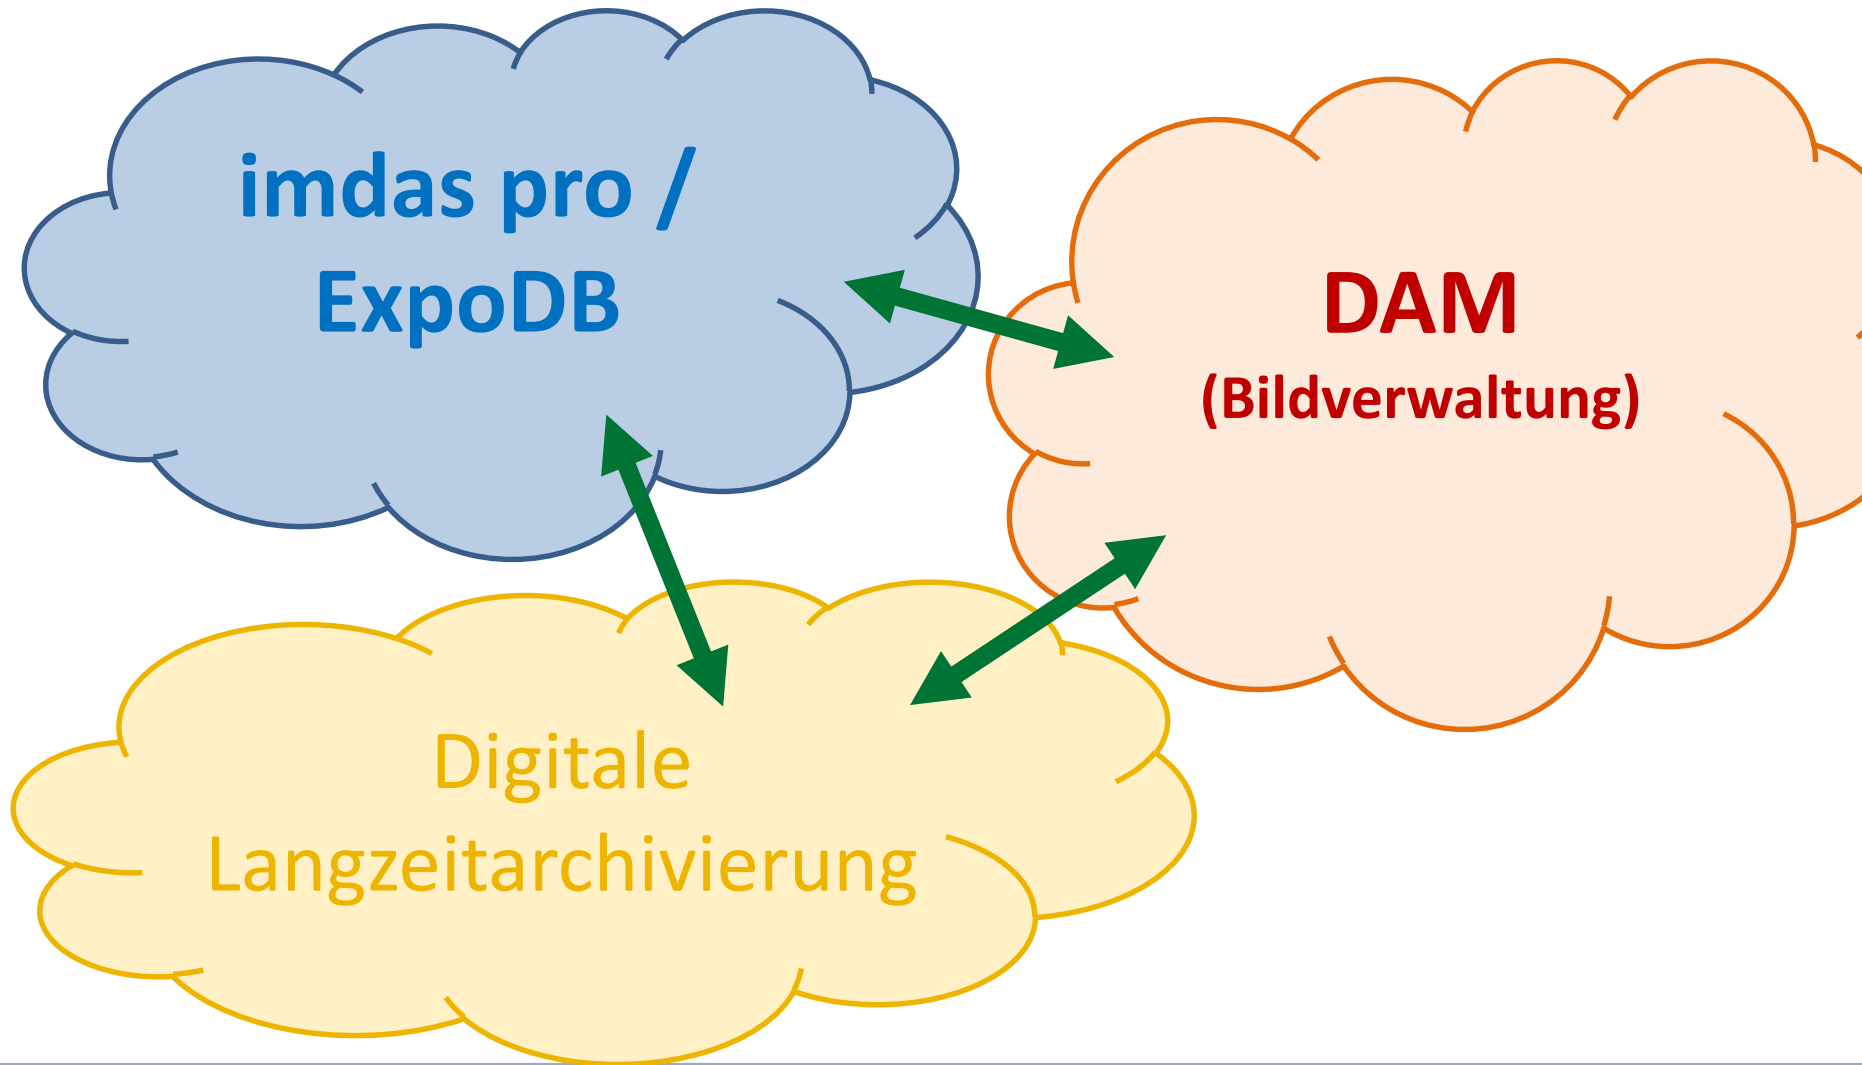 imdas pro /
ExpoDB
DAM
(Bildverwaltung)
Digitale
Langzeitarchivierung